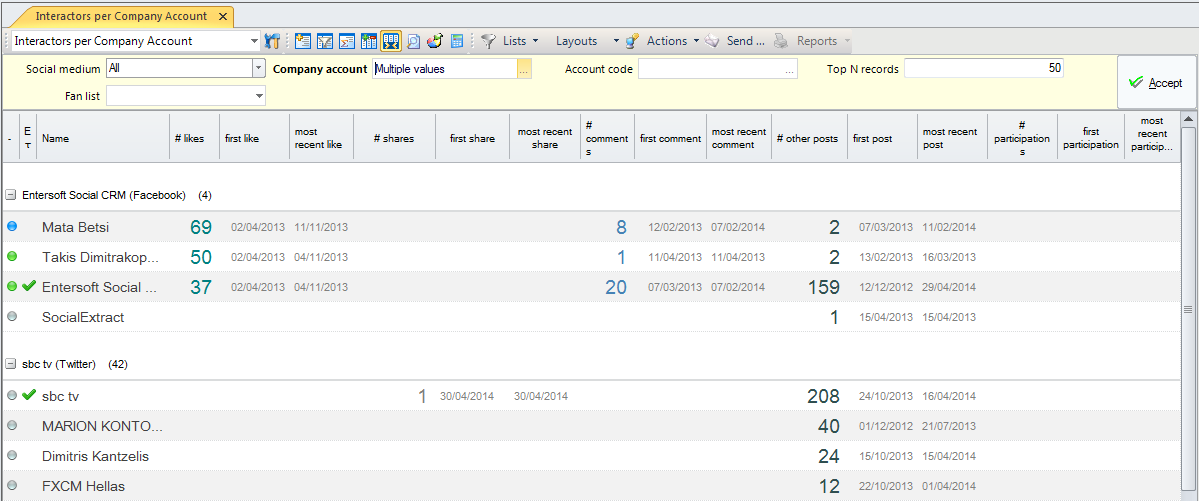 Interactors per Company Account
Interactors per Company Account Lists Layouts Actions Send ... Reports
Social medium All Company account Multiple values ... Account code ... Top N records 50
Accept
Fan list
- E Τ Name # likes first like most recent like # shares first share most recent share # comment s first comment most recent comment # other posts first post most recent post # participation s first participation most recent particip...
Entersoft Social CRM (Facebook) (4)
Mata Betsi 69 02/04/2013 11/11/2013 8 12/02/2013 07/02/2014 2 07/03/2013 11/02/2014
Takis Dimitrakop... 50 02/04/2013 04/11/2013 1 11/04/2013 11/04/2013 2 13/02/2013 16/03/2013
Entersoft Social ... 37 02/04/2013 04/11/2013 20 07/03/2013 07/02/2014 159 12/12/2012 29/04/2014
SocialExtract 1 15/04/2013 15/04/2013
sbc tv (Twitter) (42)
sbc tv 1 30/04/2014 30/04/2014 208 24/10/2013 16/04/2014
MARION KONTO... 40 01/12/2012 21/07/2013
Dimitris Kantzelis 24 15/10/2013 15/04/2014
FXCM Hellas 12 22/10/2013 01/04/2014